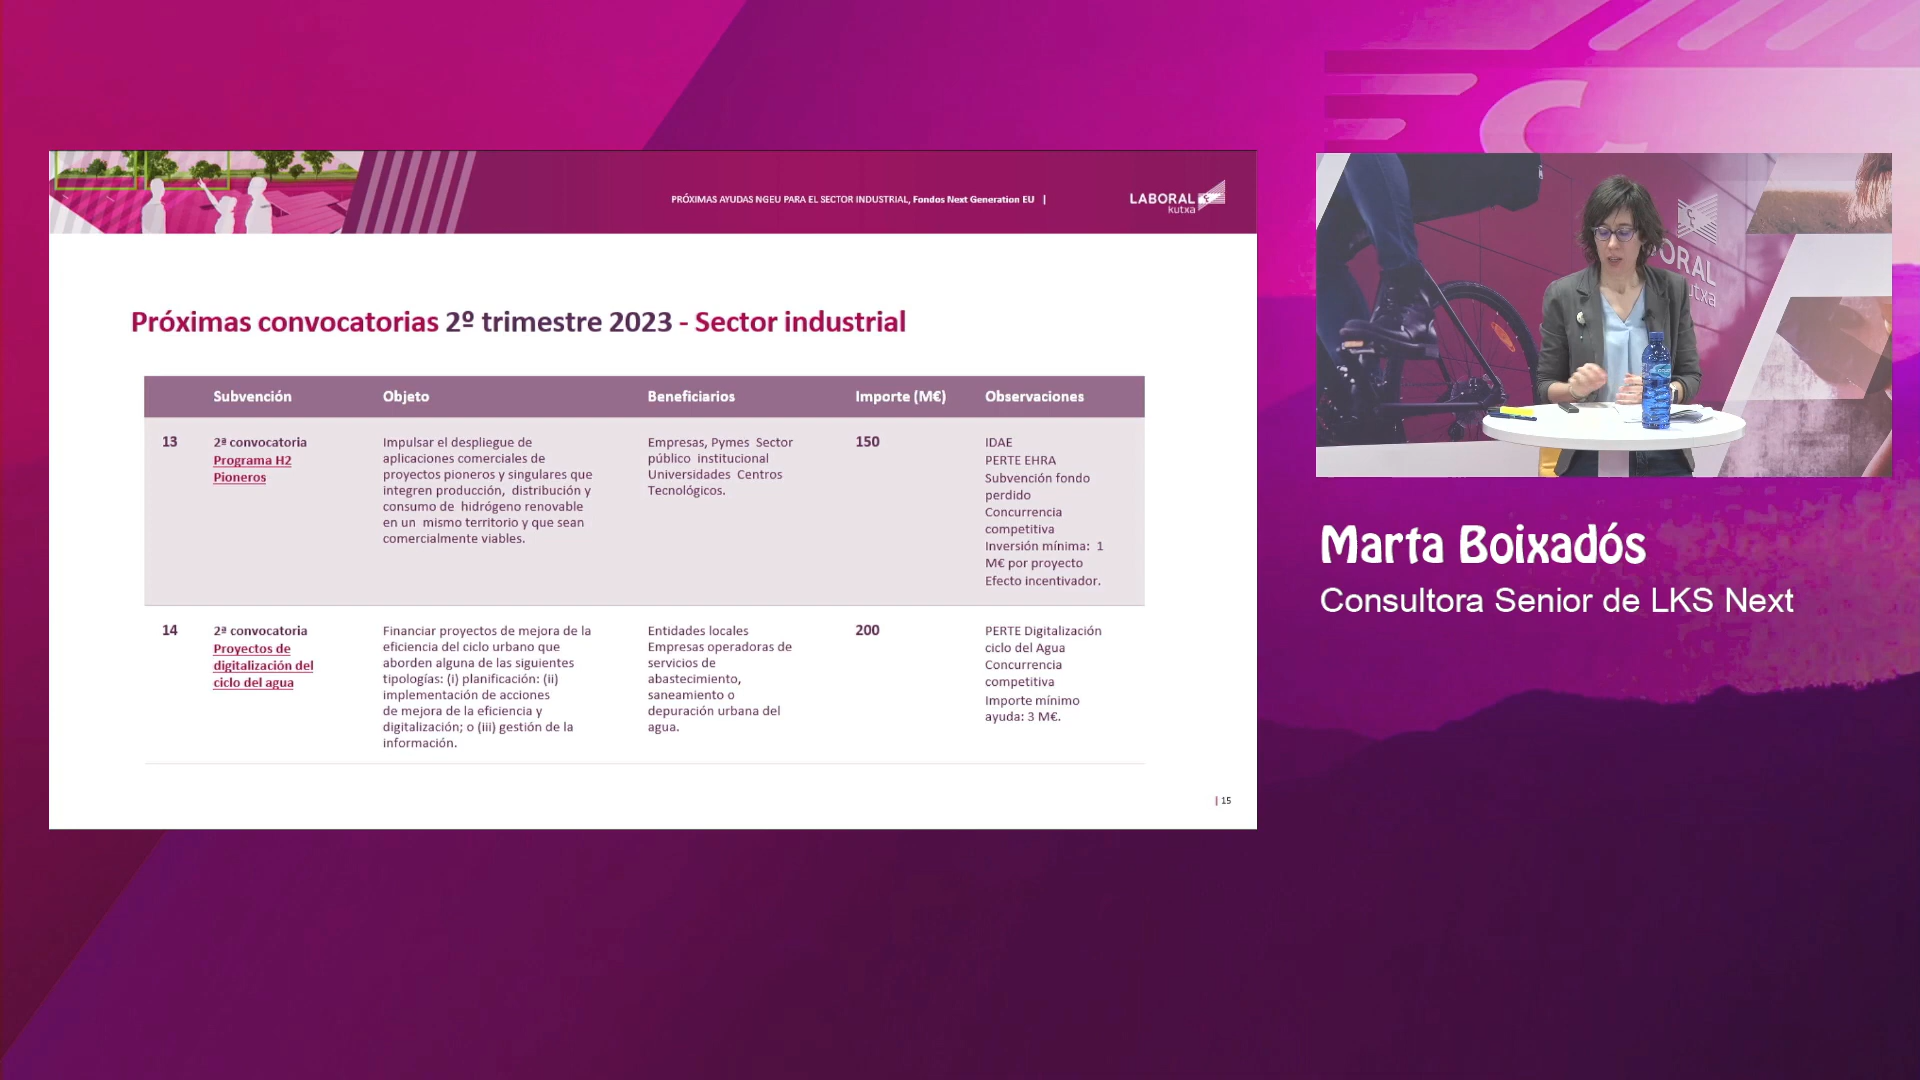 PRÓXIMAS AYUDAS NGEU PARA EL SECTOR INDUSTRIAL, Fondos Next Generation EU |
LABORAL
kutxa
Próximas convocatorias 2º trimestre 2023 - Sector industrial
Subvención Objeto Beneficiarios Importe (M€) Observaciones
13
2ª convocatoria
Programa H2
Pioneros
Impulsar el despliegue de
aplicaciones comerciales de
proyectos pioneros y singulares que
integren producción, distribución y
consumo de hidrógeno renovable
en un mismo territorio y que sean
comercialmente viables.
Empresas, Pymes Sector
público institucional
Universidades Centros
Tecnológicos.
150
IDAE
PERTE EHRA
Subvención fondo
perdido
Concurrencia
competitiva
Inversión mínima: 1
M€ por proyecto
Efecto incentivador.
14
2ª convocatoria
Proyectos de
digitalización del
ciclo del agua
Financiar proyectos de mejora de la
eficiencia del ciclo urbano que
aborden alguna de las siguientes
tipologías: (i) planificación: (ii)
implementación de acciones
de mejora de la eficiencia y
digitalización; o (iii) gestión de la
información.
Entidades locales
Empresas operadoras de
servicios de
abastecimiento,
saneamiento o
depuración urbana del
agua.
200
PERTE Digitalización
ciclo del Agua
Concurrencia
competitiva
Importe mínimo
ayuda: 3 M€.
| 15
ORAL
utxa
Marta Boixadós
Consultora Senior de LKS Next